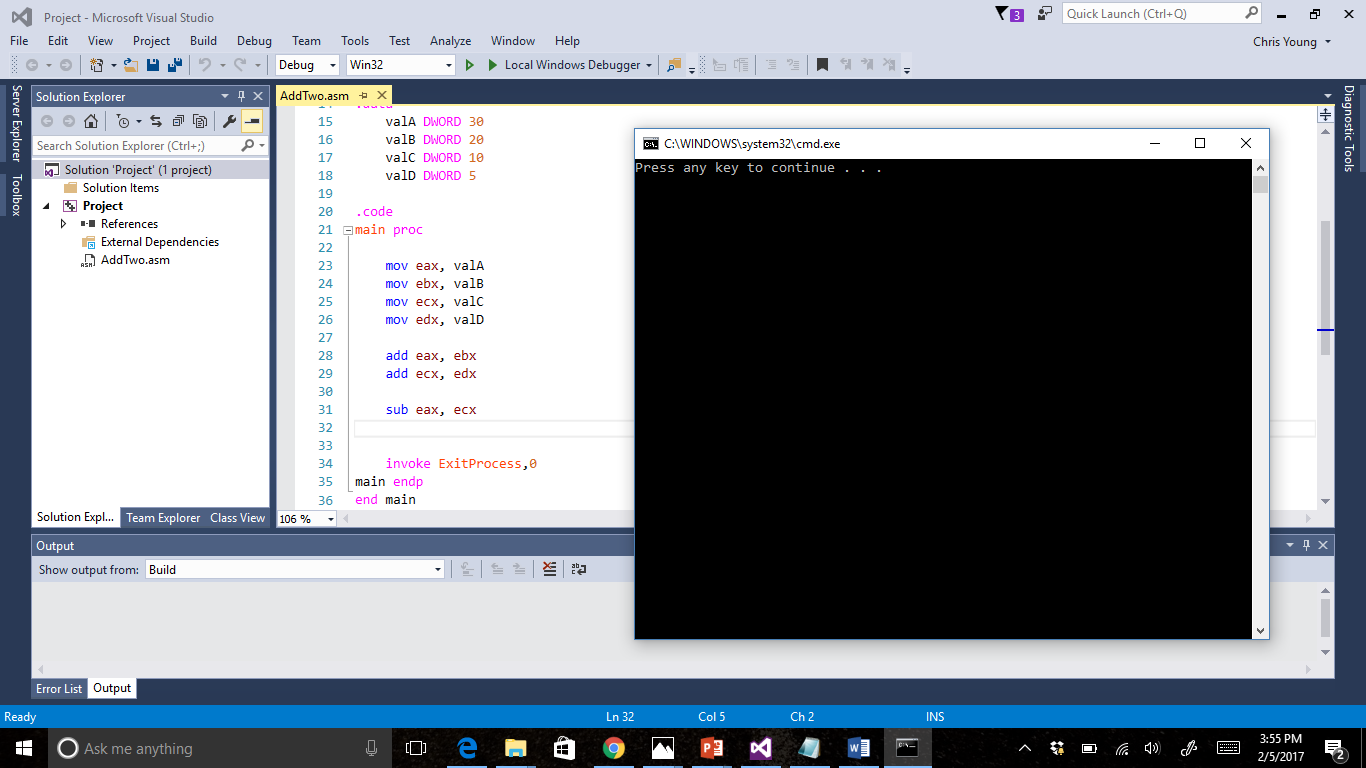 Project - Microsoft Visual Studio
3
Quick Launch (Ctrl+Q)
File Edit View Project Build Debug Team Tools Test Analyze Window Help
Chris Young
Debug Win32 Local Windows Debugger
Server Explorer
Toolbox
Solution Explorer
Search Solution Explorer (Ctrl+;)
Solution 'Project' (1 project)
Solution Items
Project
References
External Dependencies
AddTwo.asm
Solution Expl... Team Explorer Class View
AddTwo.asm
14 .data
15 valA DWORD 30
16 valB DWORD 20
17 valC DWORD 10
18 valD DWORD 5
19
20 .code
21 main proc
22
23 mov eax, valA
24 mov ebx, valB
25 mov ecx, valC
26 mov edx, valD
27
28 add eax, ebx
29 add ecx, edx
30
31 sub eax, ecx
32
33
34 invoke ExitProcess,0
35 main endp
36 end main
106 %
C:\WINDOWS\system32\cmd.exe
Press any key to continue . . .
Diagnostic Tools
Output
Show output from: Build
Error List Output
Ready Ln 32 Col 5 Ch 2 INS
Ask me anything
3:55 PM
2/5/2017
2